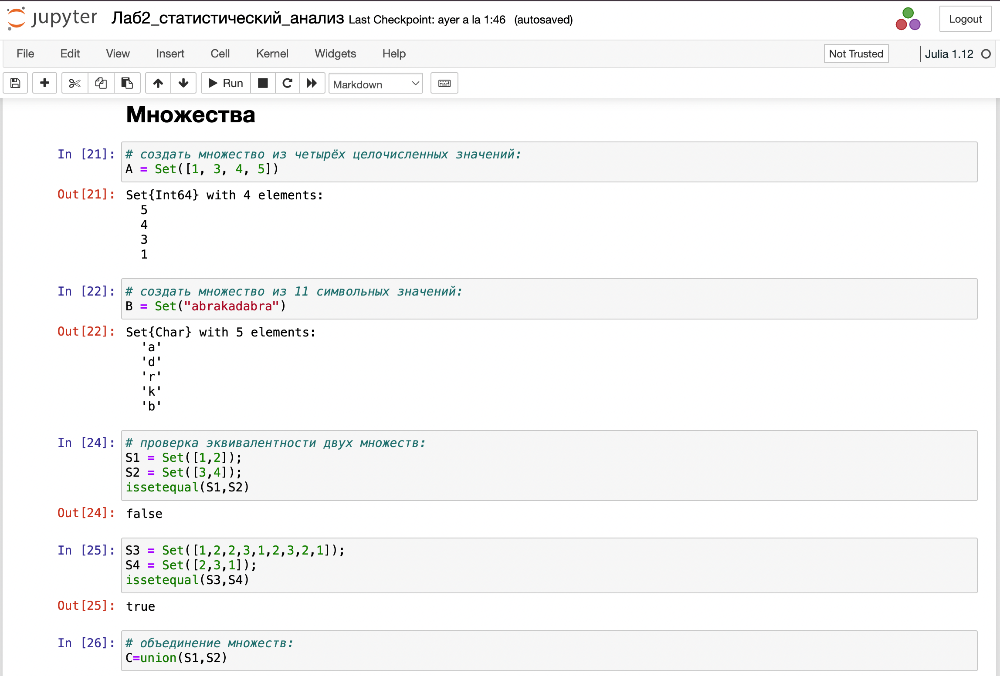 jupyter Лаб2_статистический_анализ Last Checkpoint: ayer a la 1:46 (autosaved) Logout
File Edit View Insert Cell Kernel Widgets Help Not Trusted Julia 1.12
Run Markdown
Множества
In [21]: # создать множество из четырёх целочисленных значений:
A = Set([1, 3, 4, 5])
Out[21]: Set{Int64} with 4 elements:
5
4
3
1
In [22]: # создать множество из 11 символьных значений:
B = Set("abrakadabra")
Out[22]: Set{Char} with 5 elements:
'a'
'd'
'r'
'k'
'b'
In [24]: # проверка эквивалентности двух множеств:
S1 = Set([1,2]);
S2 = Set([3,4]);
issetequal(S1,S2)
Out[24]: false
In [25]: S3 = Set([1,2,2,3,1,2,3,2,1]);
S4 = Set([2,3,1]);
issetequal(S3,S4)
Out[25]: true
In [26]: # объединение множеств:
C=union(S1,S2)